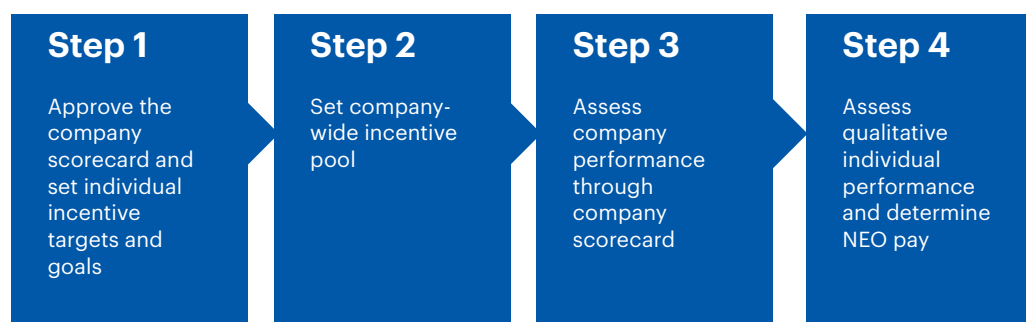 Step 1
Approve the
company
scorecard and
set individual
incentive
targets and
goals
Step 2
Set company-
wide incentive
pool
Step 3
Assess
company
performance
through
company
scorecard
Step 4
Assess
qualitative
individual
performance
and determine
NEO pay